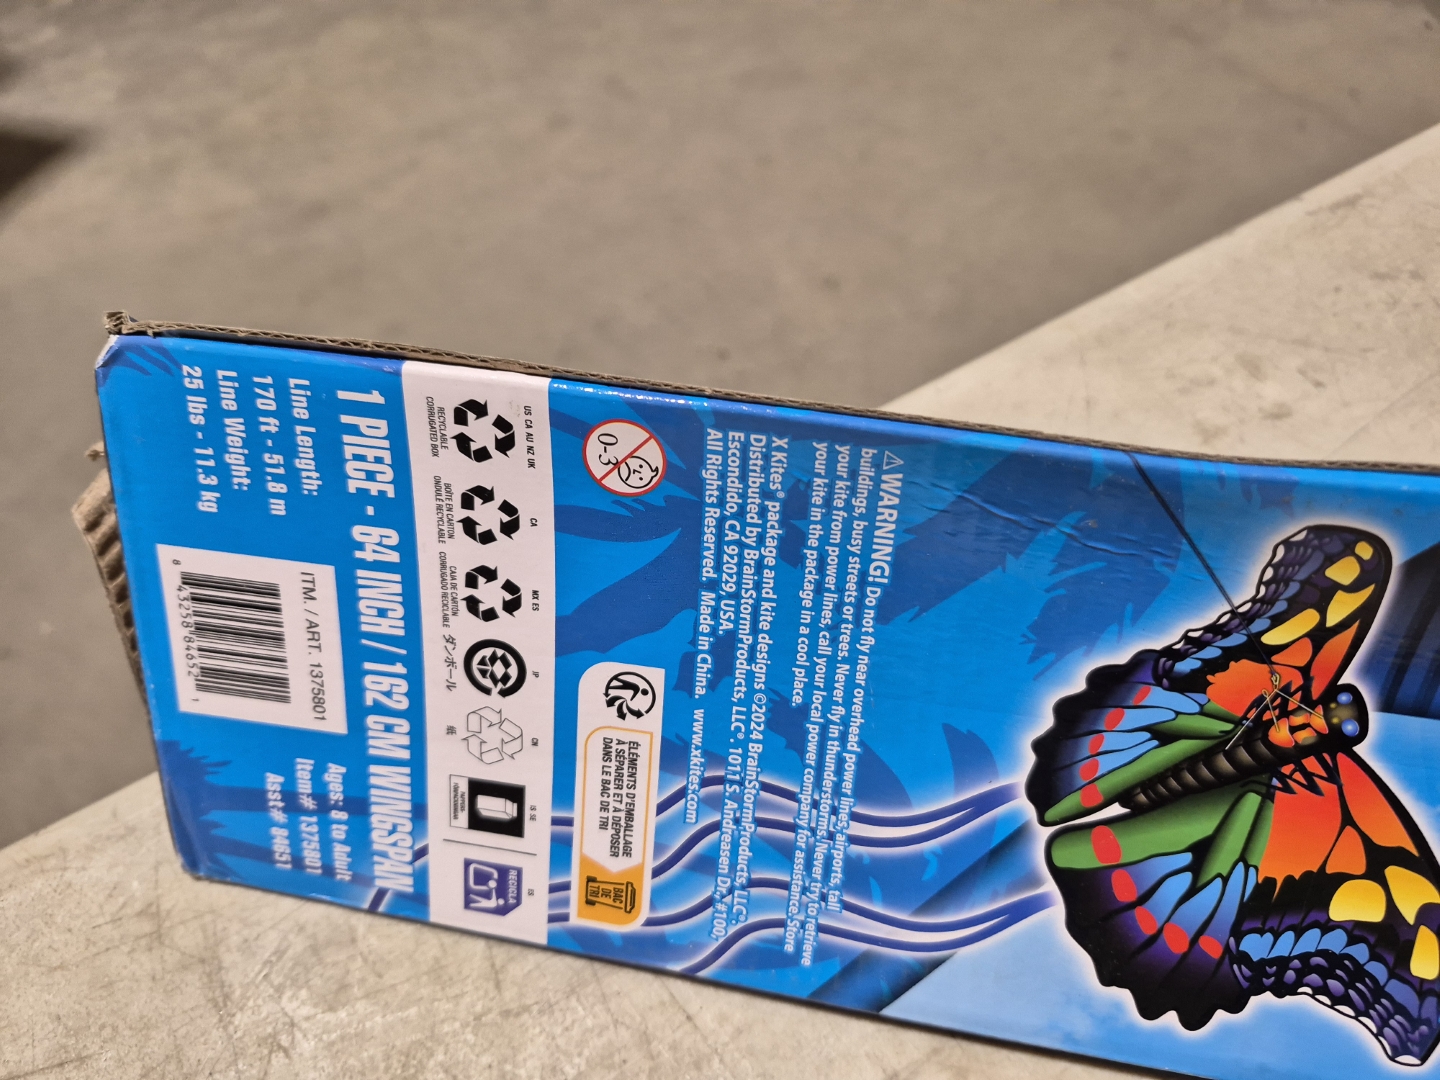 ⚠WARNING! Do not fly near overhead power lines, airports, tall
buildings, busy streets or trees. Never fly in thunderstorms. Never try to retrieve
your kite from power lines, call your local power company for assistance. Store
your kite in the package in a cool place.
X Kites® package and kite designs ©2024 BrainStormProducts, LLC®.
Distributed by BrainStormProducts, LLC®. 1011 S. Andreasen Dr., #100,
Escondido, CA 92029, USA.
All Rights Reserved. Made in China. www.xkites.com
0-3
ÉLÉMENTS D'EMBALLAGE
À SÉPARER ET À DÉPOSER
DANS LE BAC DE TRI
BAC
DE
TRI
US CA AU NZ UK
RECYCLABLE
CORRUGATED BOX
CA
BOÎTE EN CARTON
ONDULÉ RECYCLABLE
MX ES
CAJA DE CARTÓN
CORRUGADO RECICLABLE
JP
ダンボール
CN
紙
IS SE
ES
RECICLA
1 PIECE - 64 INCH / 162 CM WINGSPAN
Line Length:
170 ft - 51.8 m
Line Weight:
25 lbs - 11.3 kg
ITM. / ART. 1375801
8 43258 84652 1
Ages: 8 to Adult
Item# 1375801
Asst# 84651